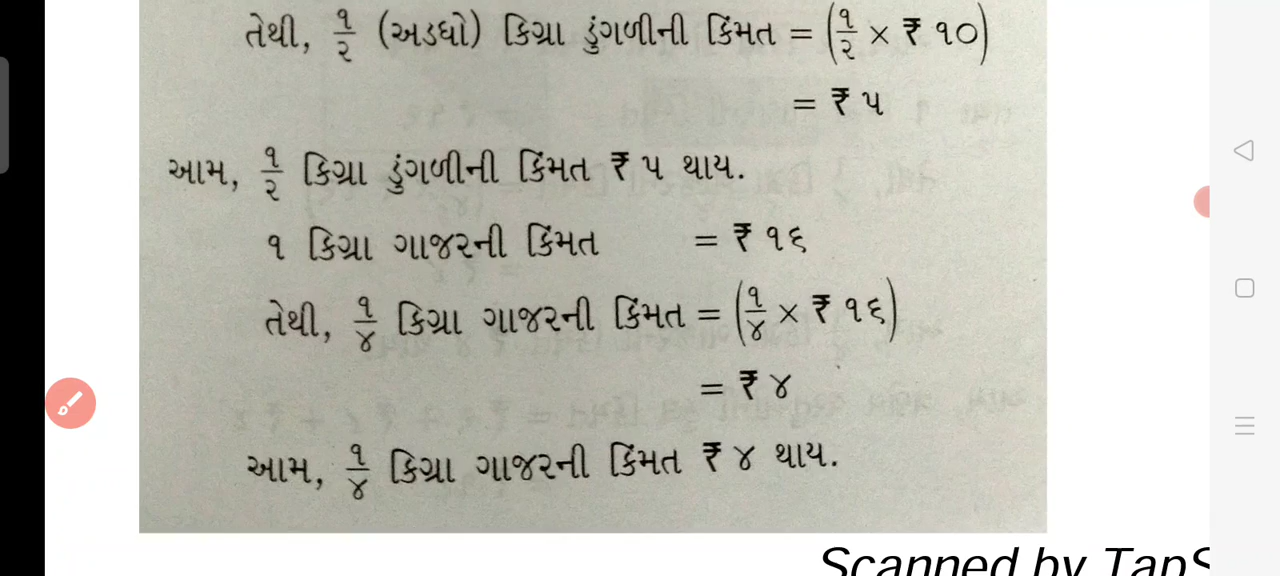 તેથી, ૧/૨ (અડધો) કિગ્રા ડુંગળીની કિંમત = (૧/૨ × ₹ ૧૦)
= ₹ ૫
આમ, ૧/૨ કિગ્રા ડુંગળીની કિંમત ₹ ૫ થાય.
૧ કિગ્રા ગાજરની કિંમત = ₹ ૧૬
તેથી, ૧/૪ કિગ્રા ગાજરની કિંમત = (૧/૪ × ₹ ૧૬)
= ₹ ૪
આમ, ૧/૪ કિગ્રા ગાજરની કિંમત ₹ ૪ થાય.
Scanned by TapS